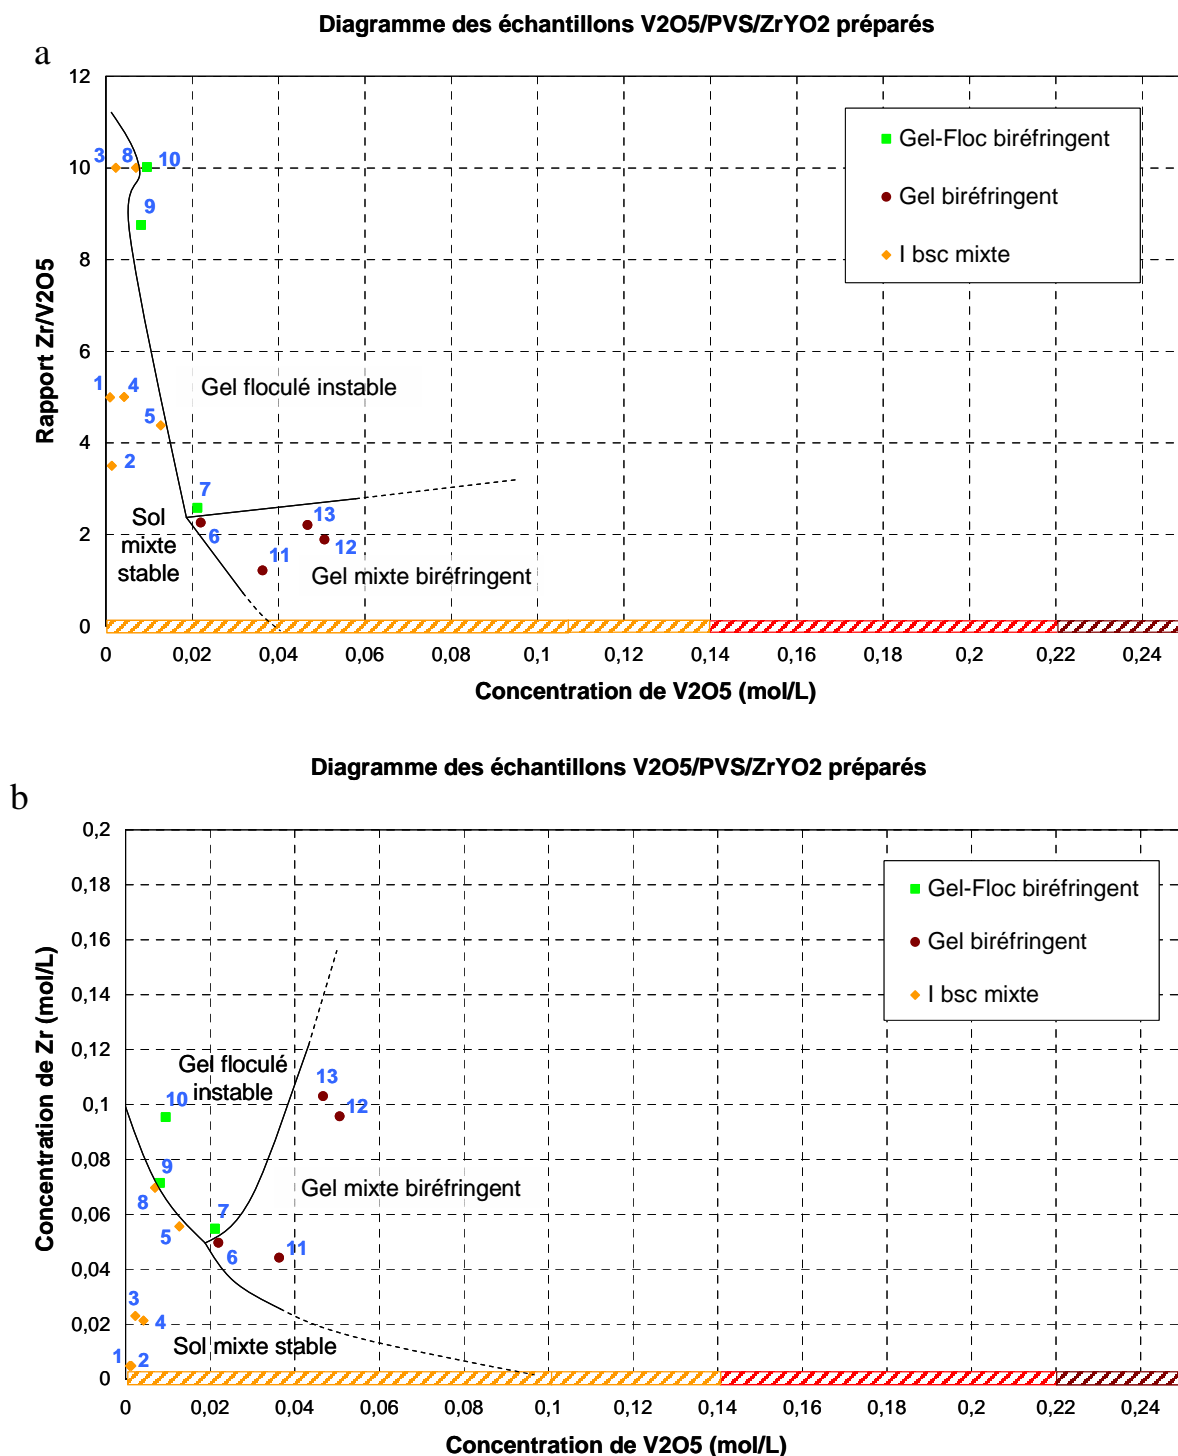 Diagramme des échantillons V2O5/PVS/ZrYO2 préparés
a
12
10
8
6
4
2
0
Rapport Zr/V2O5
Gel-Floc biréfringent
Gel biréfringent
I bsc mixte
3
8
10
9
1
4
5
2
7
6
13
12
11
Gel floculé instable
Sol
mixte
stable
Gel mixte biréfringent
0 0,02 0,04 0,06 0,08 0,1 0,12 0,14 0,16 0,18 0,2 0,22 0,24
Concentration de V2O5 (mol/L)
Diagramme des échantillons V2O5/PVS/ZrYO2 préparés
b
0,2
0,18
0,16
0,14
0,12
0,1
0,08
0,06
0,04
0,02
0
Concentration de Zr (mol/L)
Gel-Floc biréfringent
Gel biréfringent
I bsc mixte
Gel floculé
instable
10
13
12
9
8
5
7
6
11
3
4
1
2
Gel mixte biréfringent
Sol mixte stable
0 0,02 0,04 0,06 0,08 0,1 0,12 0,14 0,16 0,18 0,2 0,22 0,24
Concentration de V2O5 (mol/L)